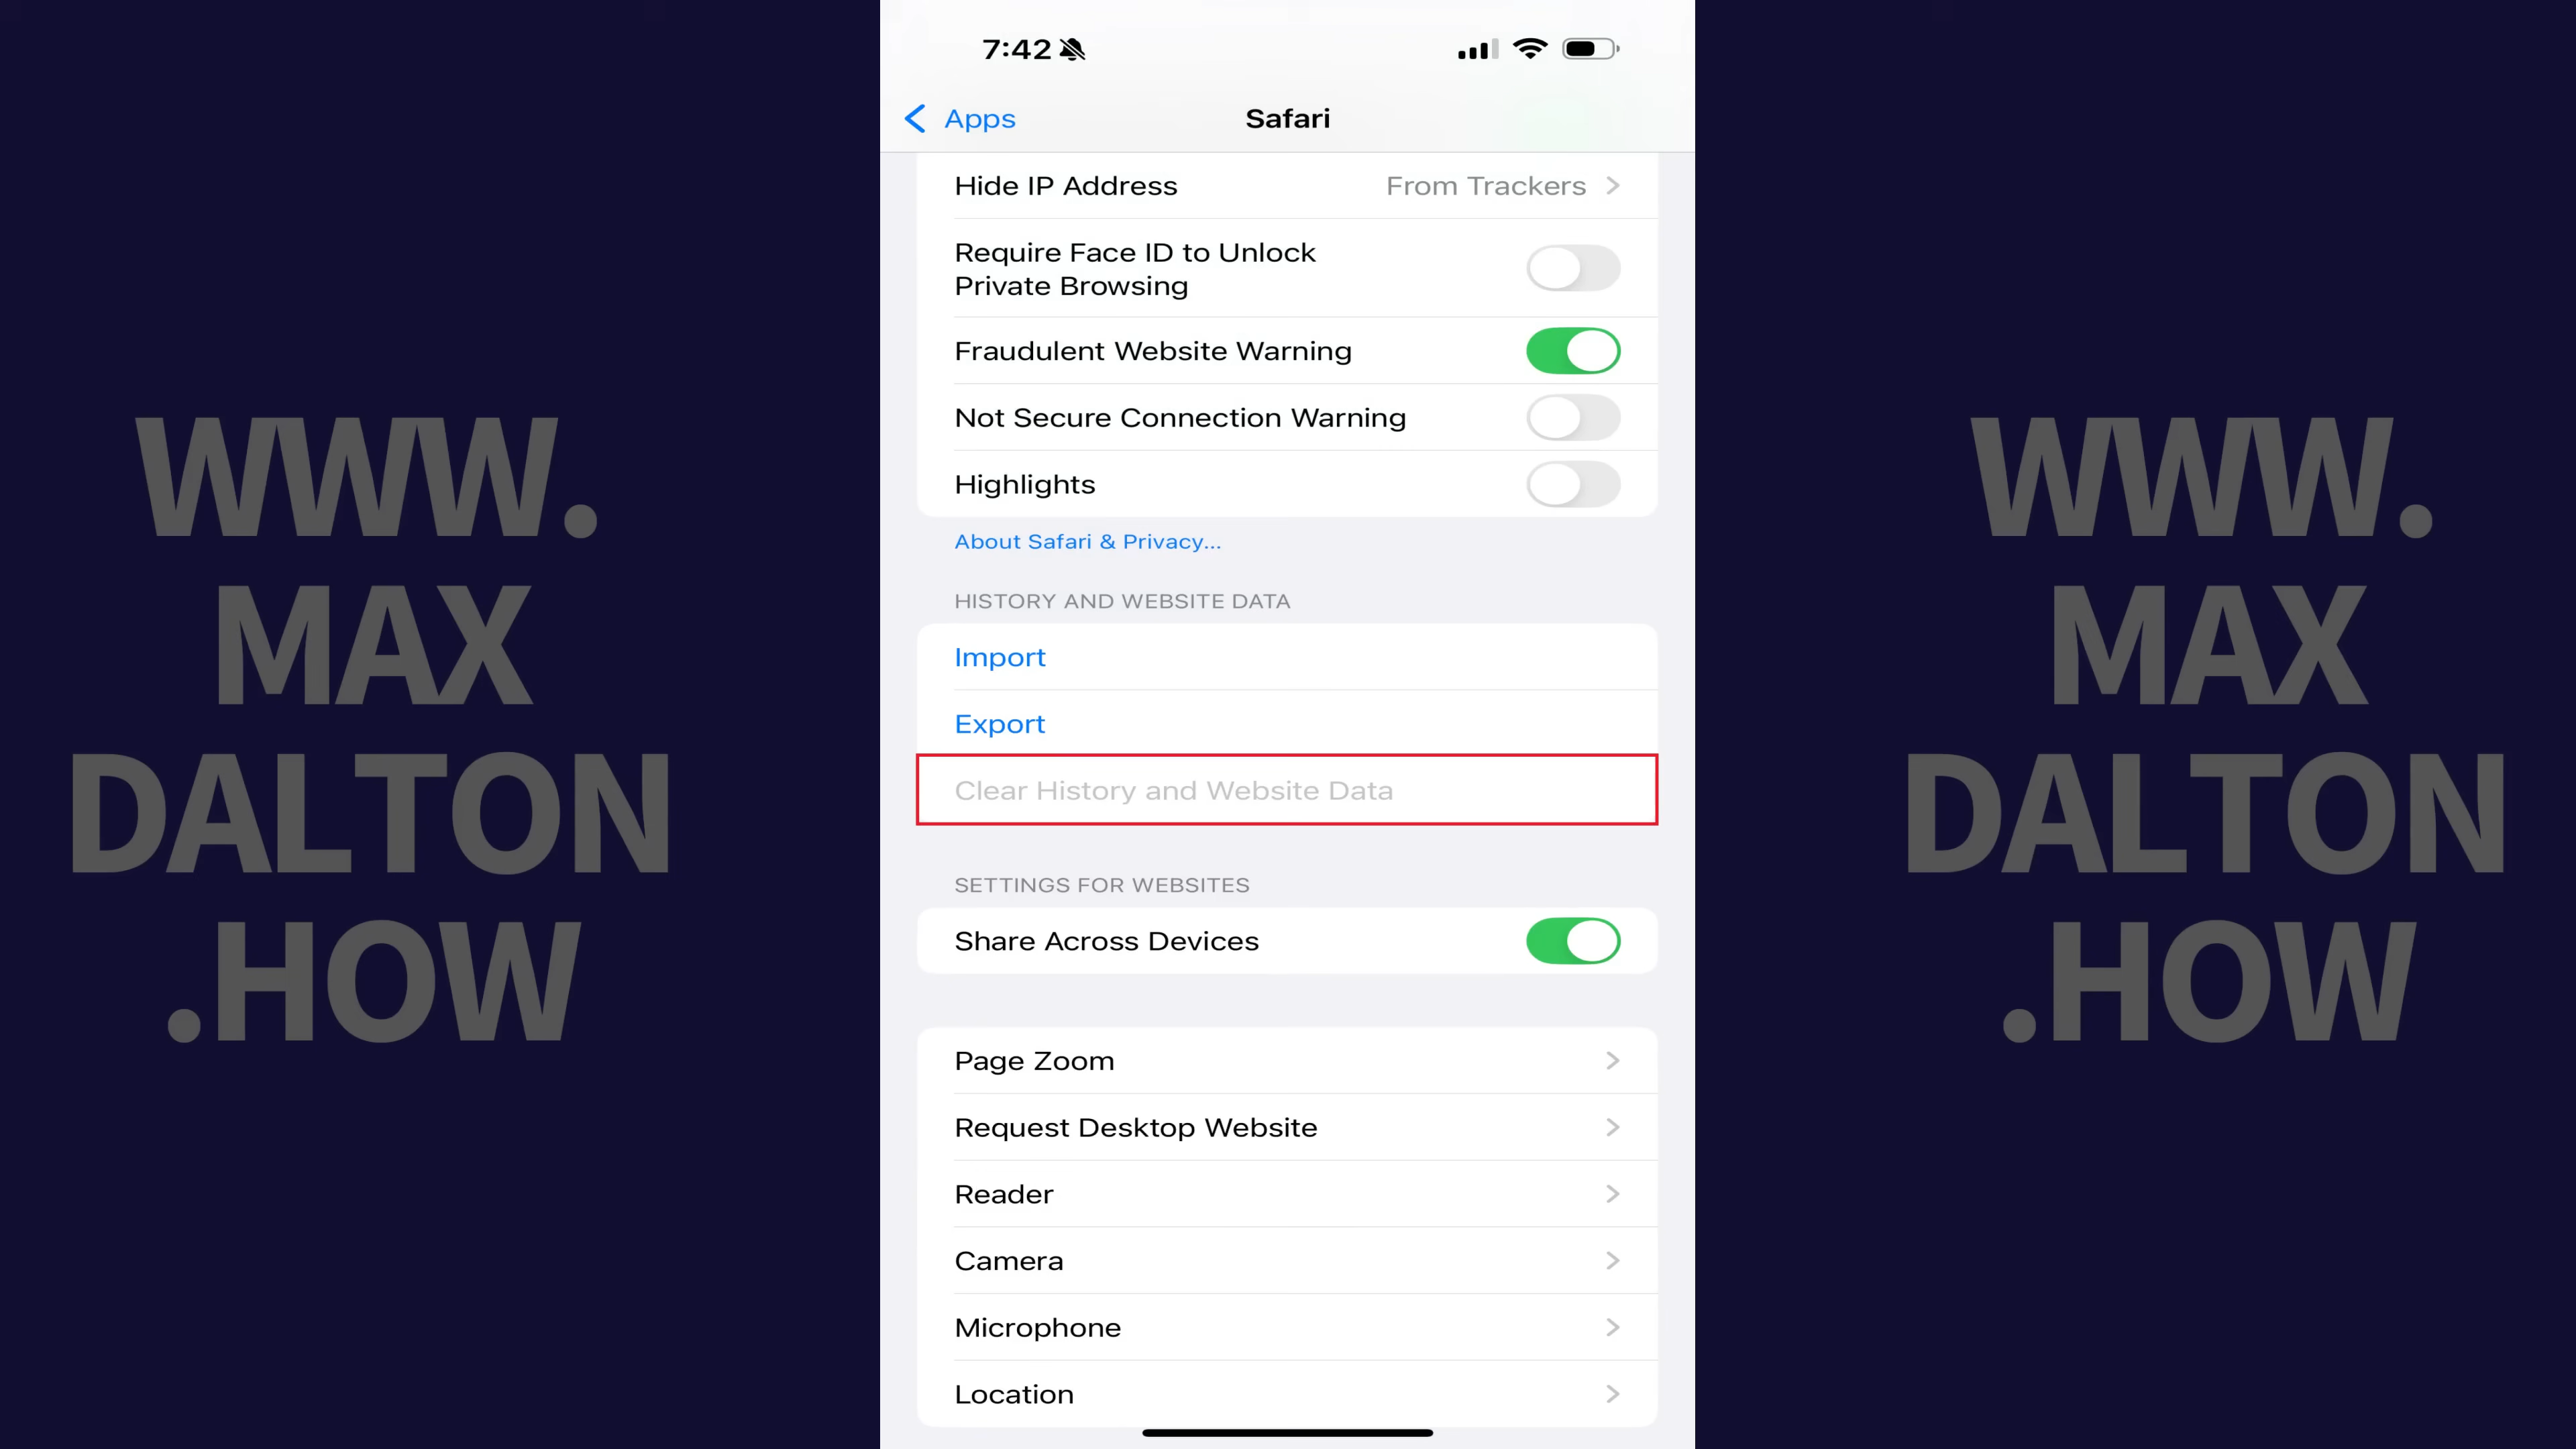 WWW.
MAX
DALTON
.HOW
7:42
Apps
Safari
Hide IP Address
From Trackers
Require Face ID to Unlock
Private Browsing
Fraudulent Website Warning
Not Secure Connection Warning
Highlights
About Safari & Privacy...
HISTORY AND WEBSITE DATA
Import
Export
Clear History and Website Data
SETTINGS FOR WEBSITES
Share Across Devices
Page Zoom
Request Desktop Website
Reader
Camera
Microphone
Location
WWW.
MAX
DALTON
.HOW